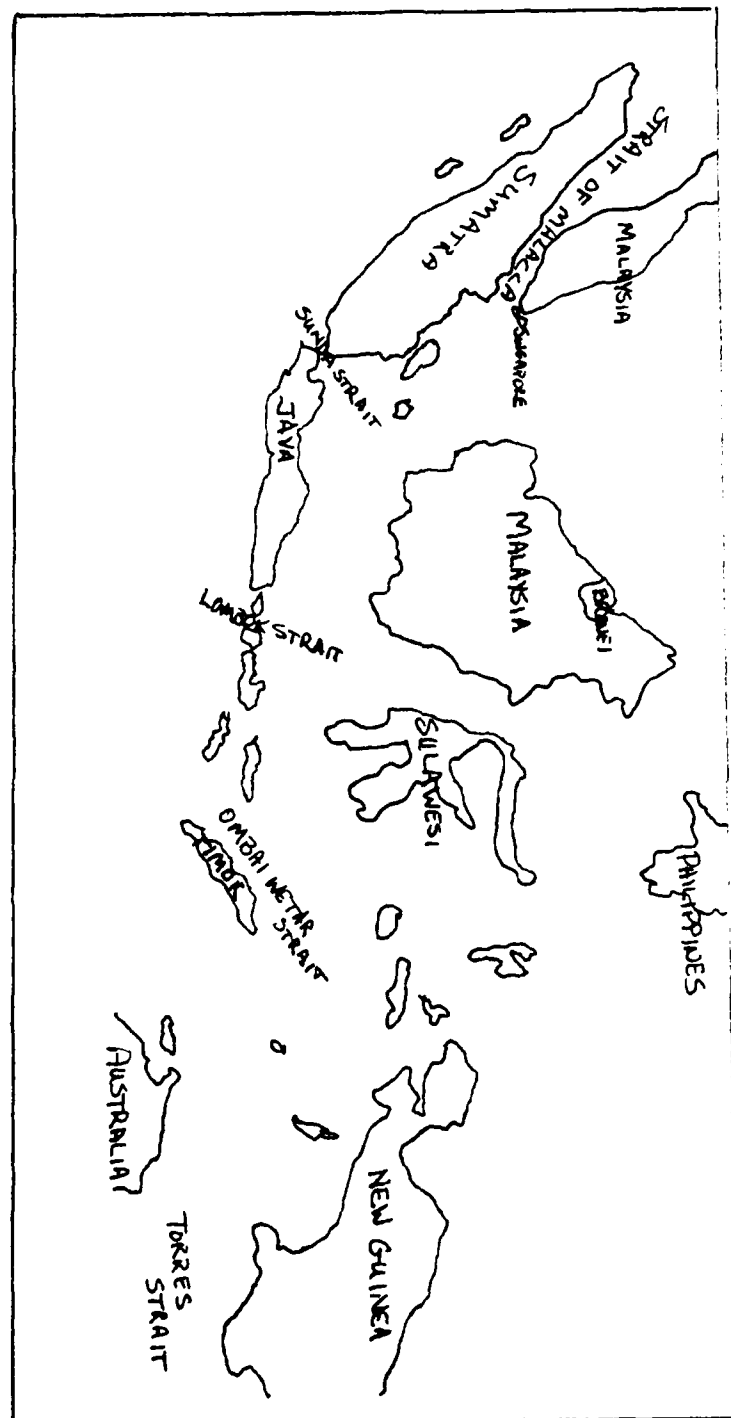 STRAIT OF MALACCA
MALAYSIA
SUMATRA
SINGAPORE
SUNDA STRAIT
JAVA
MALAYSIA
BRUNEI
LOMBOK STRAIT
SULAWESI
PHILIPPINES
OMBAI WETAR
STRAIT
TIMOR
NEW GUINEA
AUSTRALIA
TORRES
STRAIT